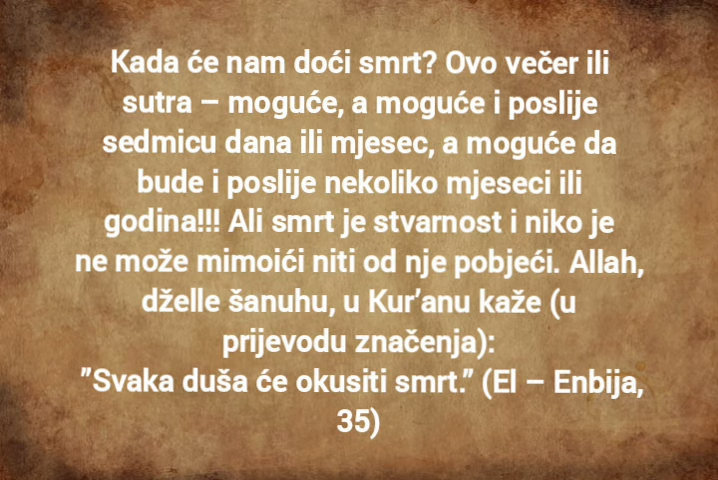 Kada će nam doći smrt? Ovo večer ili
sutra – moguće, a moguće i poslije
sedmicu dana ili mjesec, a moguće da
bude i poslije nekoliko mjeseci ili
godina!!! Ali smrt je stvarnost i niko je
ne može mimoići niti od nje pobjeći. Allah,
dželle šanuhu, u Kur’anu kaže (u
prijevodu značenja):
”Svaka duša će okusiti smrt.” (El – Enbija,
35)